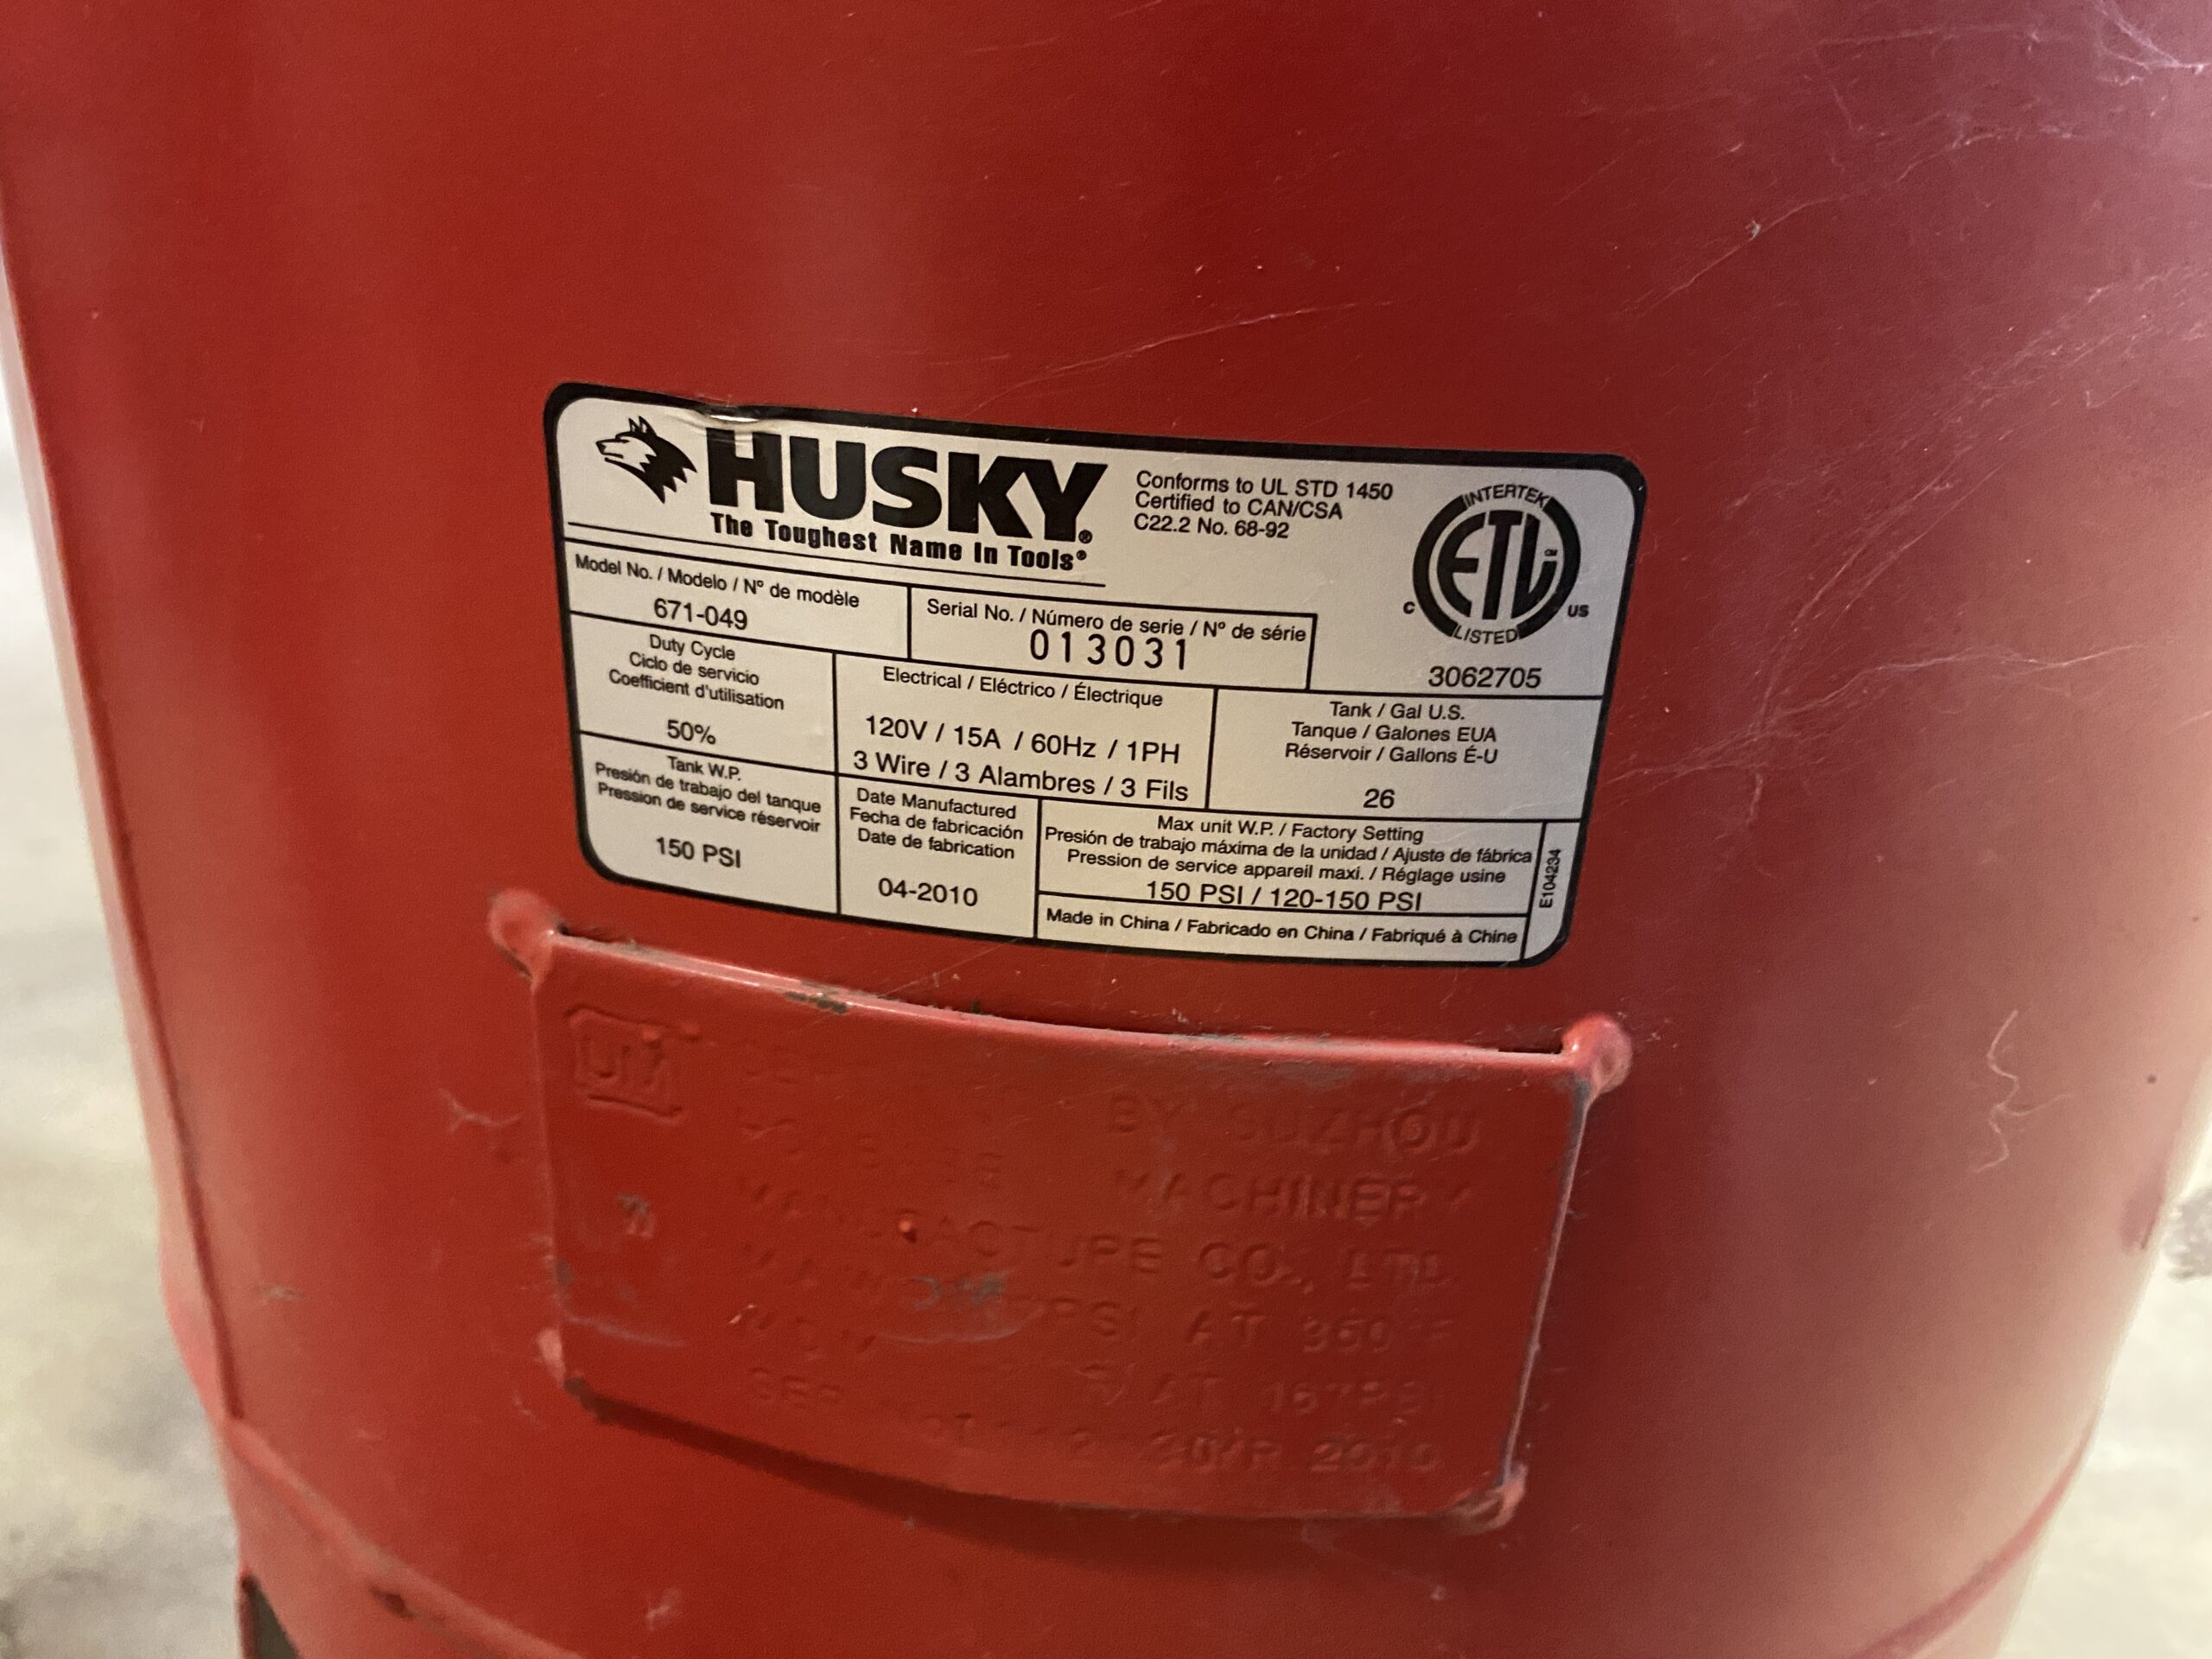 HUSKY®
The Toughest Name In Tools®
Conforms to UL STD 1450
Certified to CAN/CSA
C22.2 No. 68-92
INTERTEK
ETL CM
C US
LISTED
3062705
Model No. / Modelo / Nº de modèle
671-049
Serial No. / Número de serie / Nº de série
013031
Duty Cycle
Ciclo de servicio
Coefficient d'utilisation
50%
Electrical / Eléctrico / Électrique
120V / 15A / 60Hz / 1PH
3 Wire / 3 Alambres / 3 Fils
Tank / Gal U.S.
Tanque / Galones EUA
Réservoir / Gallons É-U
26
Tank W.P.
Presión de trabajo del tanque
Pression de service réservoir
150 PSI
Date Manufactured
Fecha de fabricación
Date de fabrication
04-2010
Max unit W.P. / Factory Setting
Presión de trabajo máxima de la unidad / Ajuste de fábrica
Pression de service appareil maxi. / Réglage usine
150 PSI / 120-150 PSI
Made in China / Fabricado en China / Fabriqué à Chine
E104234
BY SUZHOU
MACHINERY
MANUFACTURE CO., LTD.
PSI AT 350°F
AT 167PSI
2010